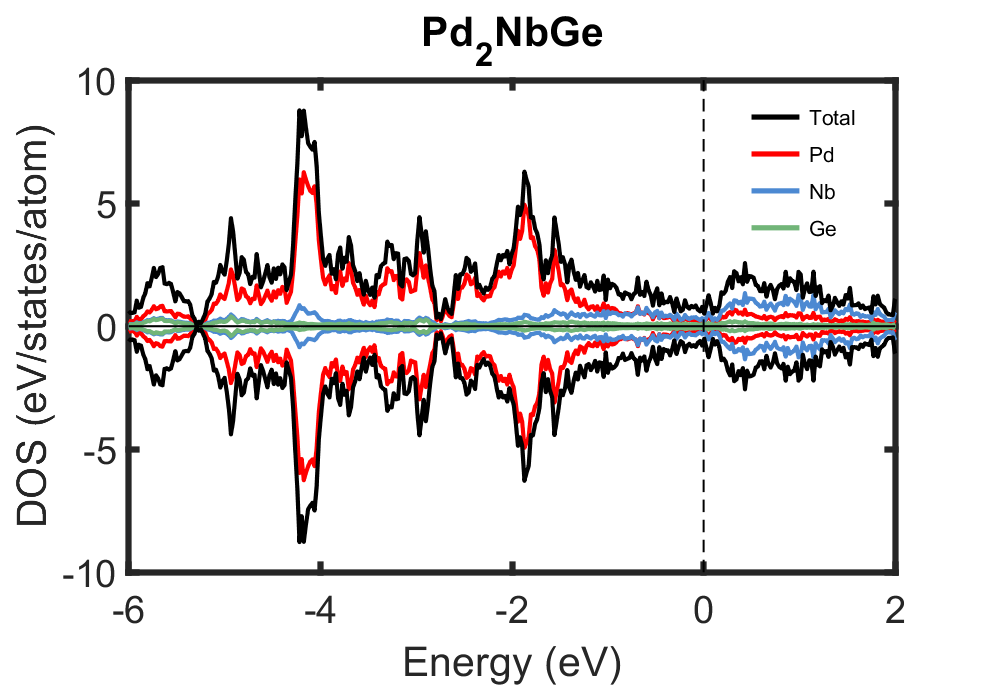 Pd2NbGe
10
5
0
-5
-10
DOS (eV/states/atom)
Total
Pd
Nb
Ge
-6
-4
-2
0
2
Energy (eV)